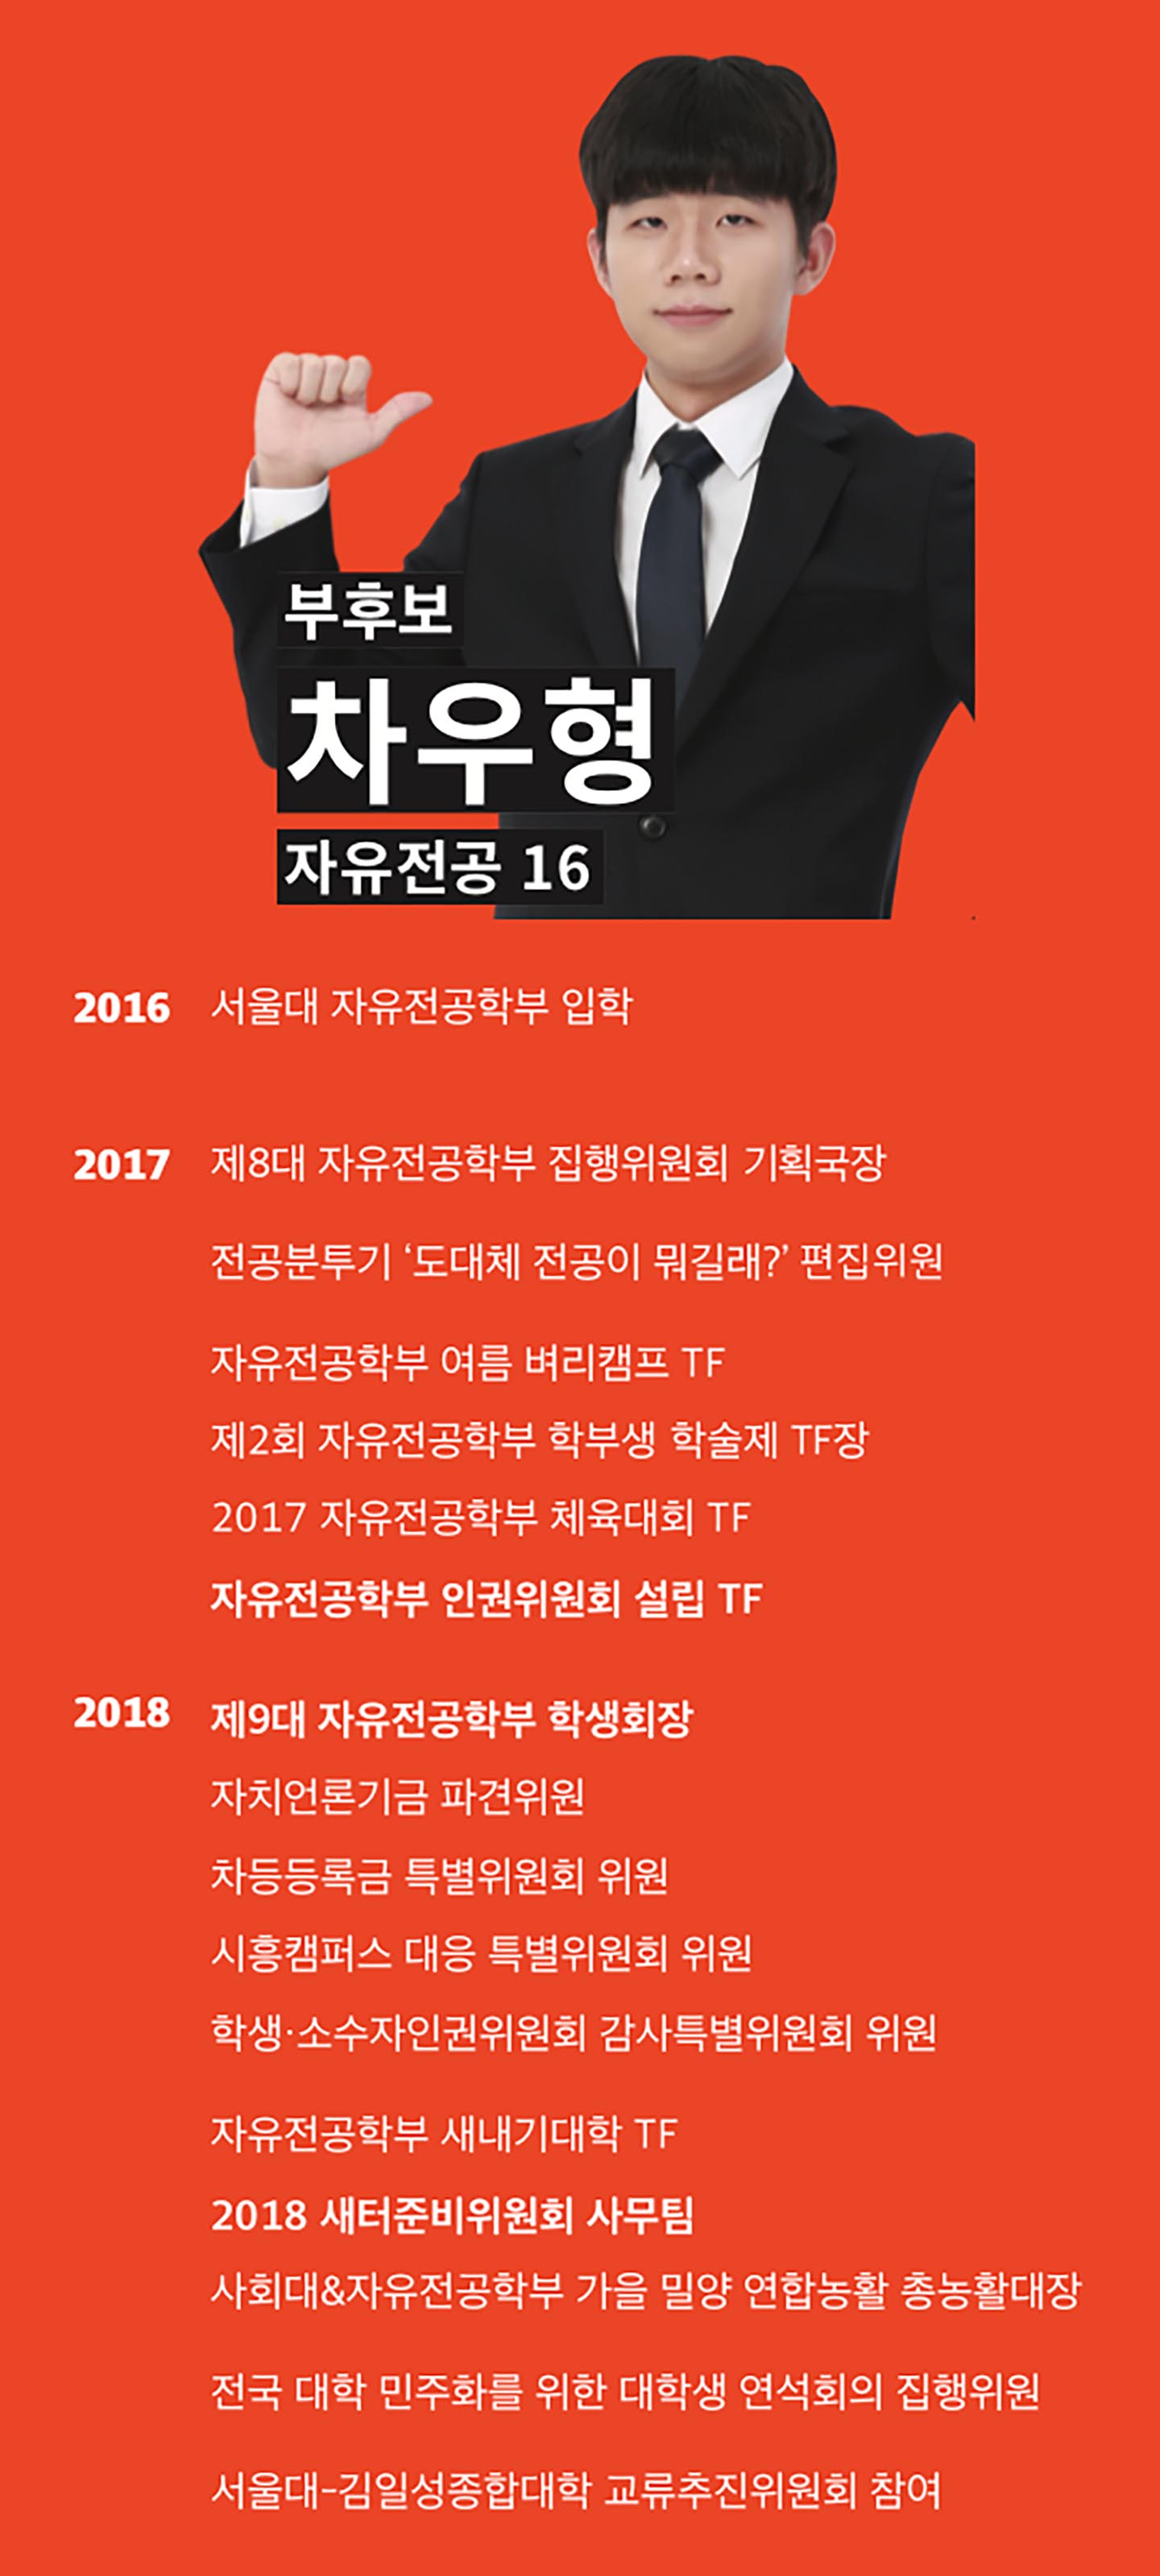 부후보
차우형
자유전공 16
2016 서울대 자유전공학부 입학
2017 제8대 자유전공학부 집행위원회 기획국장
전공분투기 ‘도대체 전공이 뭐길래?’ 편집위원
자유전공학부 여름 벼리캠프 TF
제2회 자유전공학부 학부생 학술제 TF장
2017 자유전공학부 체육대회 TF
자유전공학부 인권위원회 설립 TF
2018 제9대 자유전공학부 학생회장
자치언론기금 파견위원
차등등록금 특별위원회 위원
시흥캠퍼스 대응 특별위원회 위원
학생·소수자인권위원회 감사특별위원회 위원
자유전공학부 새내기대학 TF
2018 새터준비위원회 사무팀
사회대&자유전공학부 가을 밀양 연합농활 총농활대장
전국 대학 민주화를 위한 대학생 연석회의 집행위원
서울대-김일성종합대학 교류추진위원회 참여